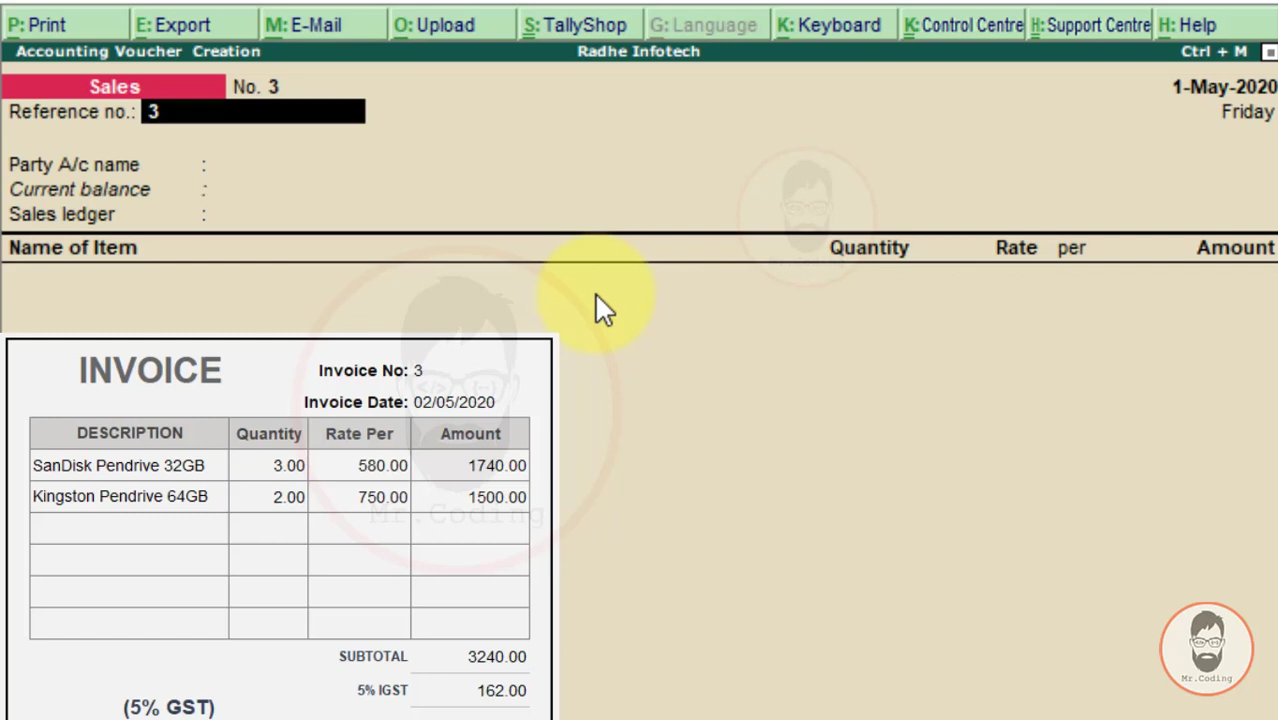 P: Print E: Export M: E-Mail O: Upload S: TallyShop G: Language K: Keyboard K: Control Centre H: Support Centre H: Help
Accounting Voucher Creation Radhe Infotech Ctrl + M
Sales No. 3 1-May-2020
Reference no.: 3 Friday
Party A/c name :
Current balance :
Sales ledger :
Name of Item Quantity Rate per Amount
INVOICE Invoice No: 3
Invoice Date: 02/05/2020
DESCRIPTION Quantity Rate Per Amount
SanDisk Pendrive 32GB 3.00 580.00 1740.00
Kingston Pendrive 64GB 2.00 750.00 1500.00
Mr.Coding
SUBTOTAL 3240.00
5% IGST 162.00
(5% GST)
Mr.Coding